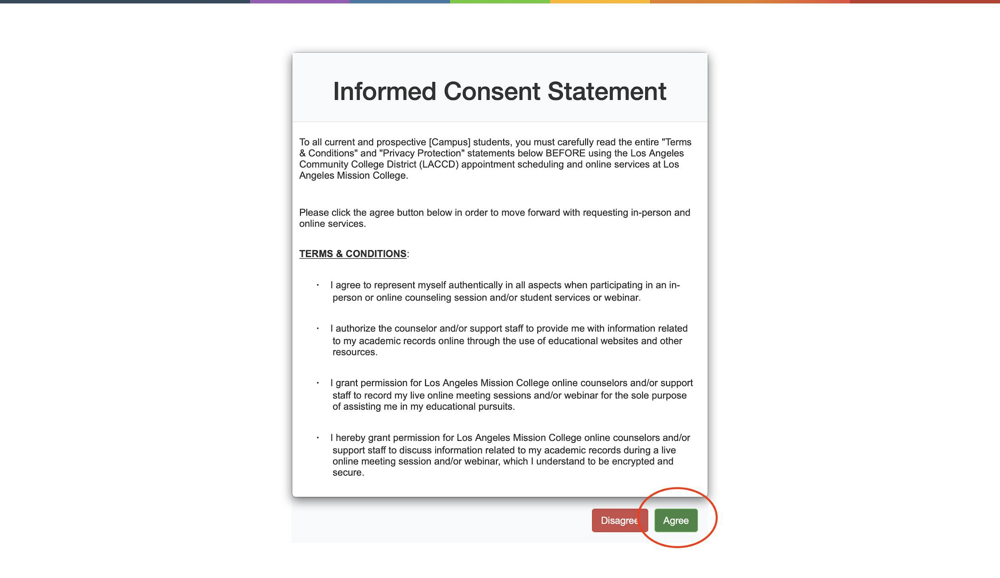 Informed Consent Statement
To all current and prospective [Campus] students, you must carefully read the entire "Terms
& Conditions" and "Privacy Protection" statements below BEFORE using the Los Angeles
Community College District (LACCD) appointment scheduling and online services at Los
Angeles Mission College.
Please click the agree button below in order to move forward with requesting in-person and
online services.
TERMS & CONDITIONS:
· I agree to represent myself authentically in all aspects when participating in an in-
person or online counseling session and/or student services or webinar.
· I authorize the counselor and/or support staff to provide me with information related
to my academic records online through the use of educational websites and other
resources.
· I grant permission for Los Angeles Mission College online counselors and/or support
staff to record my live online meeting sessions and/or webinar for the sole purpose
of assisting me in my educational pursuits.
· I hereby grant permission for Los Angeles Mission College online counselors and/or
support staff to discuss information related to my academic records during a live
online meeting session and/or webinar, which I understand to be encrypted and
secure.
Disagree Agree